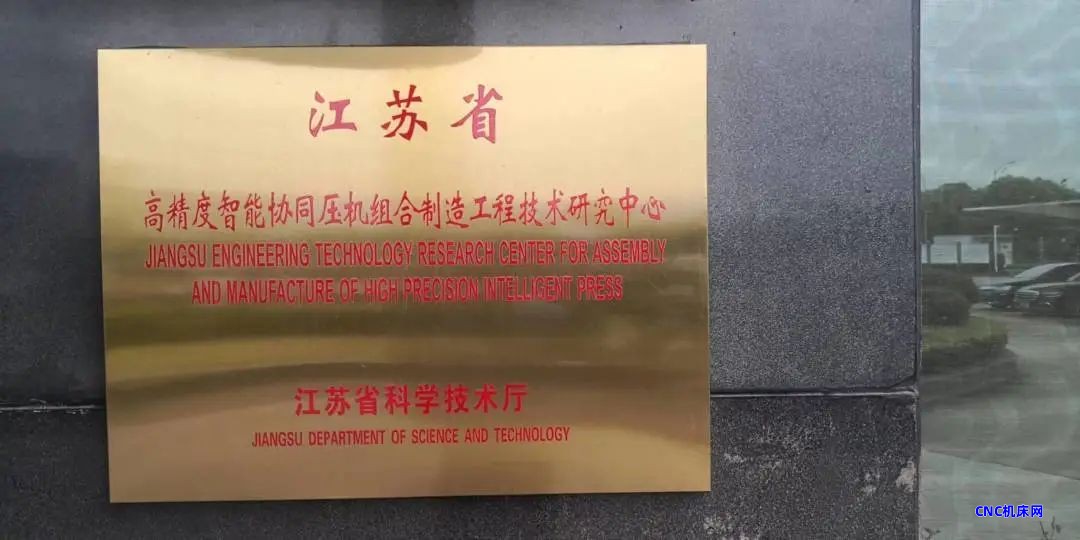 江苏省
高精度智能协同压机组合制造工程技术研究中心
JIANGSU ENGINEERING TECHNOLOGY RESEARCH CENTER FOR ASSEMBLY
AND MANUFACTURE OF HIGH PRECISION INTELLIGENT PRESS
江苏省科学技术厅
JIANGSU DEPARTMENT OF SCIENCE AND TECHNOLOGY
CNC机床网